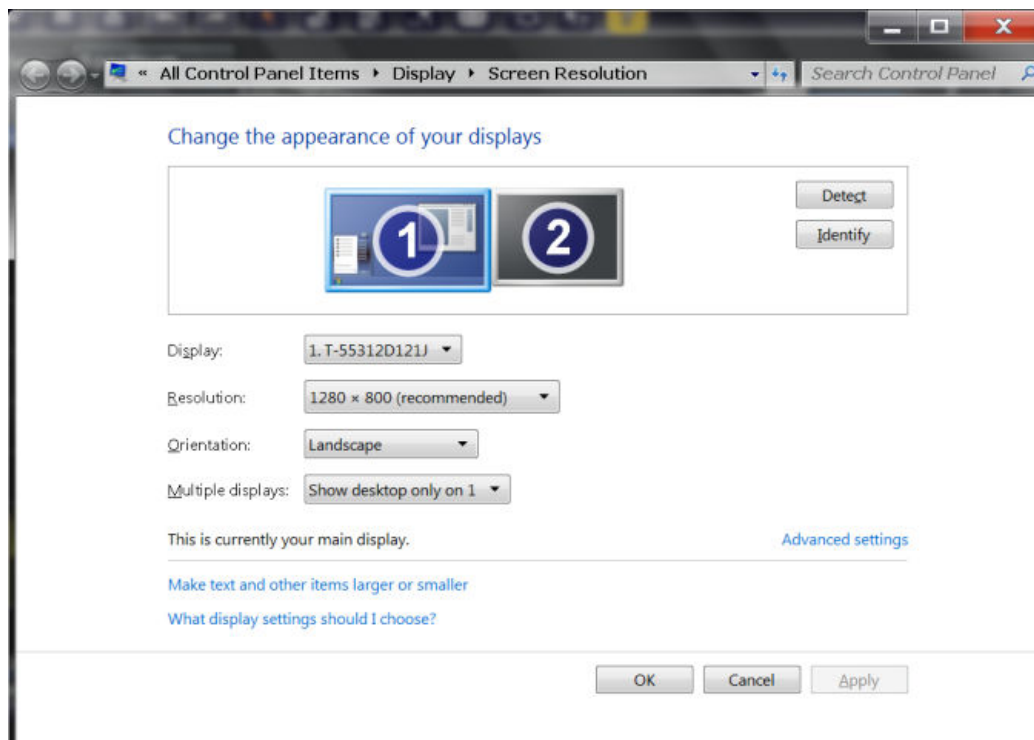 « All Control Panel Items ▸ Display ▸ Screen Resolution
Search Control Panel
Change the appearance of your displays
1
2
Detect
Identify
Display: 1. T-55312D121J
Resolution: 1280 × 800 (recommended)
Orientation: Landscape
Multiple displays: Show desktop only on 1
This is currently your main display.
Advanced settings
Make text and other items larger or smaller
What display settings should I choose?
OK Cancel Apply